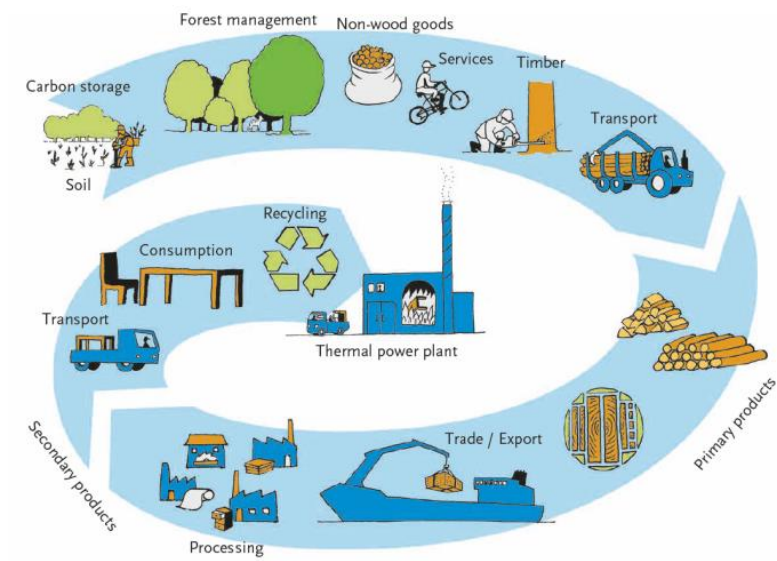 Forest management
Non-wood goods
Services
Timber
Carbon storage
Transport
Soil
Recycling
Consumption
Transport
Thermal power plant
Primary products
Secondary products
Trade / Export
Processing